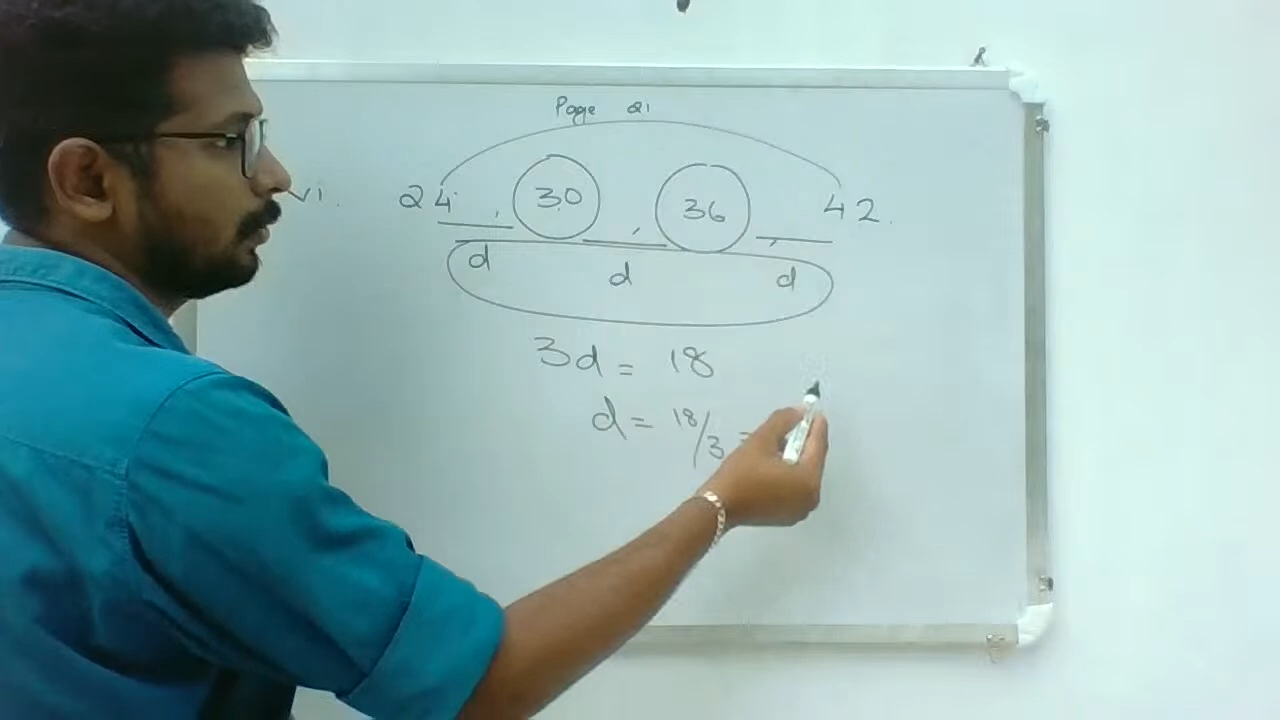 Page 21
vi. 24, 30, 36, 42.
d d d
3d = 18
d = 18/3 =